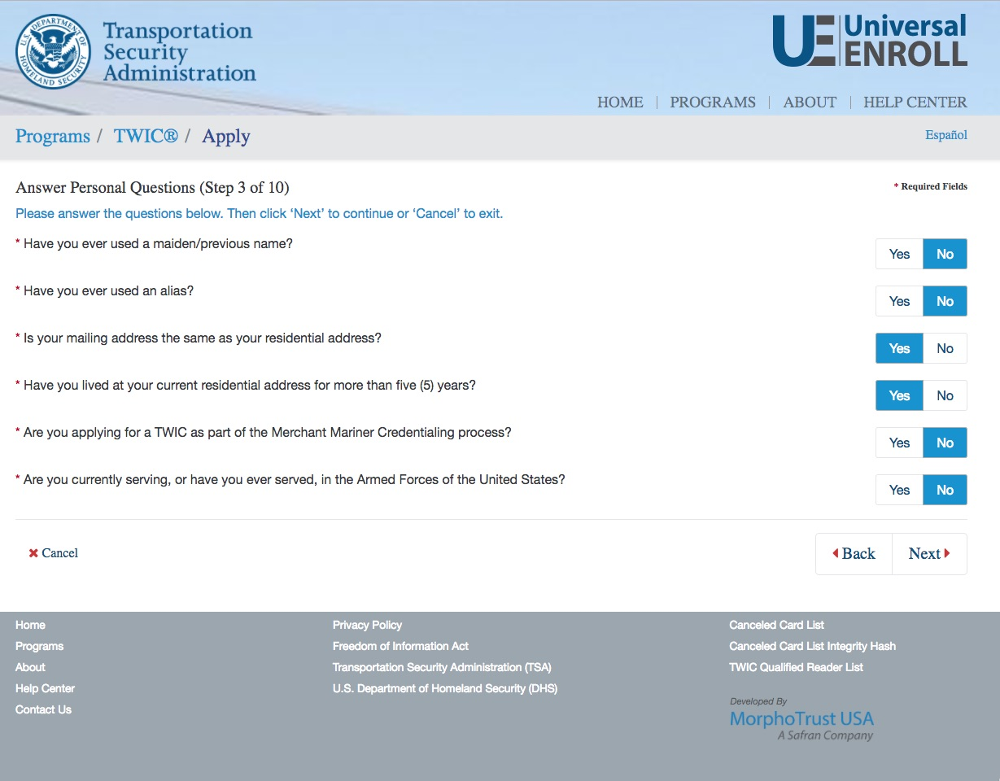 U.S. DEPARTMENT OF HOMELAND SECURITY
Transportation
Security
Administration
UE Universal
ENROLL
HOME | PROGRAMS | ABOUT | HELP CENTER
Programs / TWIC® / Apply
Español
Answer Personal Questions (Step 3 of 10)
* Required Fields
Please answer the questions below. Then click ‘Next’ to continue or ‘Cancel’ to exit.
* Have you ever used a maiden/previous name? Yes No
* Have you ever used an alias? Yes No
* Is your mailing address the same as your residential address? Yes No
* Have you lived at your current residential address for more than five (5) years? Yes No
* Are you applying for a TWIC as part of the Merchant Mariner Credentialing process? Yes No
* Are you currently serving, or have you ever served, in the Armed Forces of the United States? Yes No
Cancel
Back Next
Home
Programs
About
Help Center
Contact Us
Privacy Policy
Freedom of Information Act
Transportation Security Administration (TSA)
U.S. Department of Homeland Security (DHS)
Canceled Card List
Canceled Card List Integrity Hash
TWIC Qualified Reader List
Developed By
MorphoTrust USA
A Safran Company